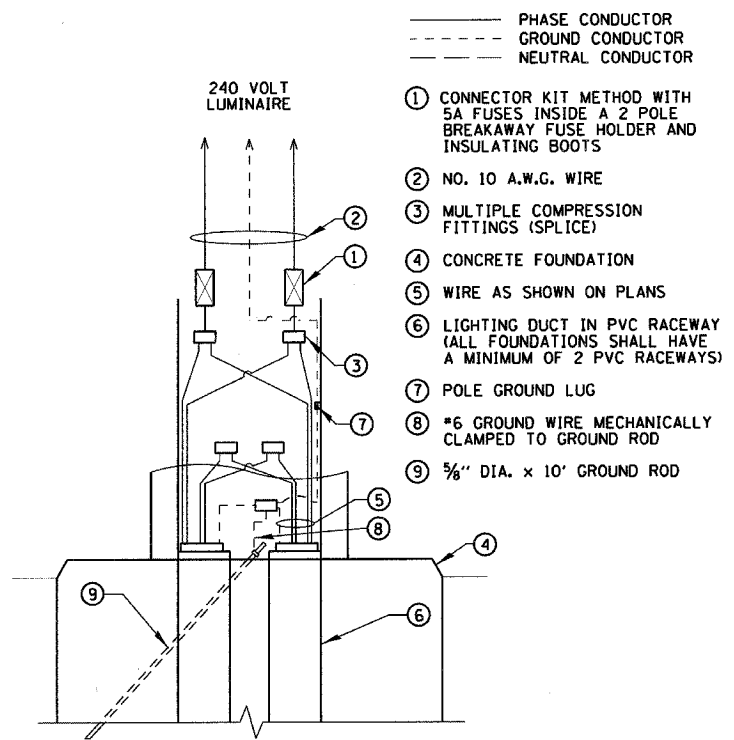 PHASE CONDUCTOR
GROUND CONDUCTOR
NEUTRAL CONDUCTOR
240 VOLT
LUMINAIRE
1 CONNECTOR KIT METHOD WITH
5A FUSES INSIDE A 2 POLE
BREAKAWAY FUSE HOLDER AND
INSULATING BOOTS
2 NO. 10 A.W.G. WIRE
3 MULTIPLE COMPRESSION
FITTINGS (SPLICE)
4 CONCRETE FOUNDATION
5 WIRE AS SHOWN ON PLANS
6 LIGHTING DUCT IN PVC RACEWAY
(ALL FOUNDATIONS SHALL HAVE
A MINIMUM OF 2 PVC RACEWAYS)
7 POLE GROUND LUG
8 #6 GROUND WIRE MECHANICALLY
CLAMPED TO GROUND ROD
9 5/8" DIA. x 10' GROUND ROD
2
1
3
7
5
8
4
9
6